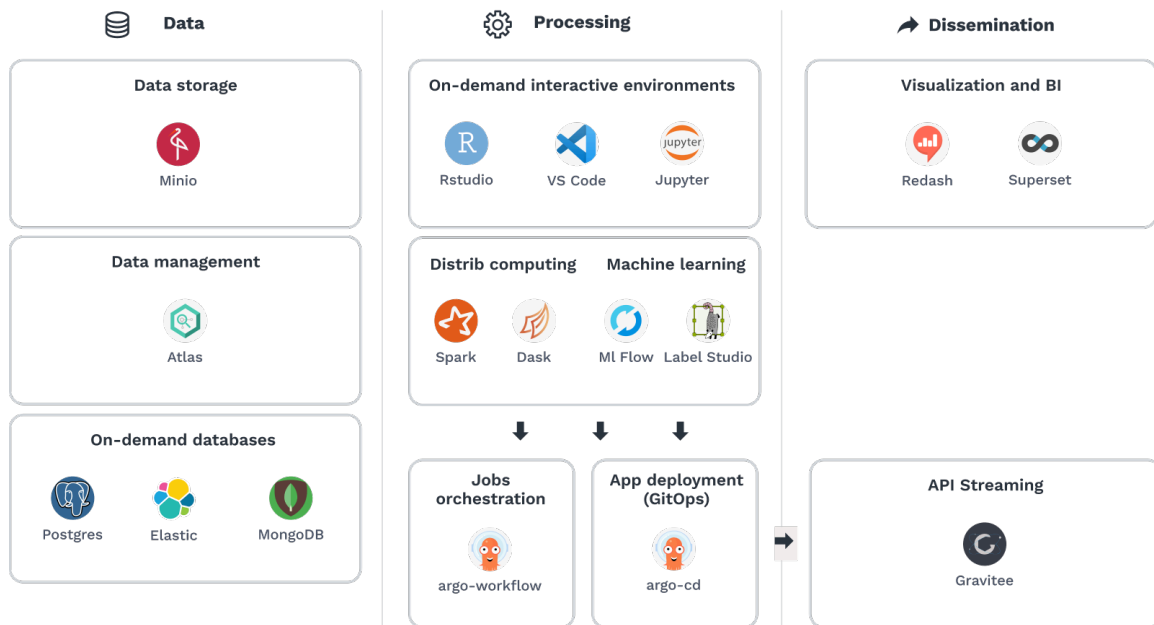 Data
Data storage
Minio
Data management
Atlas
On-demand databases
Postgres
Elastic
MongoDB
Processing
On-demand interactive environments
R
Rstudio
VS Code
jupyter
Jupyter
Distrib computing
Machine learning
Spark
Dask
Ml Flow
Label Studio
Jobs
orchestration
argo-workflow
App deployment
(GitOps)
argo-cd
Dissemination
Visualization and BI
Redash
Superset
API Streaming
Gravitee